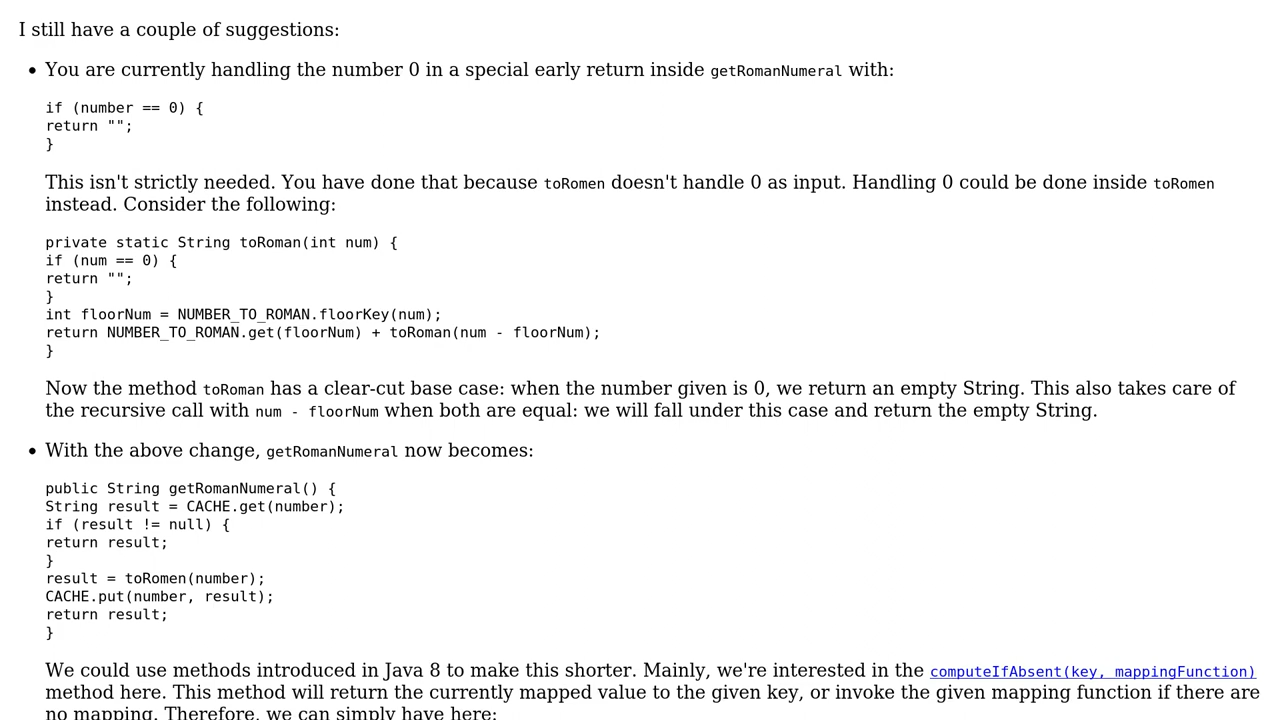 I still have a couple of suggestions:
You are currently handling the number 0 in a special early return inside getRomanNumeral with:
if (number == 0) {
return "";
}
This isn't strictly needed. You have done that because toRomen doesn't handle 0 as input. Handling 0 could be done inside toRomen
instead. Consider the following:
private static String toRoman(int num) {
if (num == 0) {
return "";
}
int floorNum = NUMBER_TO_ROMAN.floorKey(num);
return NUMBER_TO_ROMAN.get(floorNum) + toRoman(num - floorNum);
}
Now the method toRoman has a clear-cut base case: when the number given is 0, we return an empty String. This also takes care of
the recursive call with num - floorNum when both are equal: we will fall under this case and return the empty String.
With the above change, getRomanNumeral now becomes:
public String getRomanNumeral() {
String result = CACHE.get(number);
if (result != null) {
return result;
}
result = toRomen(number);
CACHE.put(number, result);
return result;
}
We could use methods introduced in Java 8 to make this shorter. Mainly, we're interested in the computeIfAbsent(key, mappingFunction)
method here. This method will return the currently mapped value to the given key, or invoke the given mapping function if there are
no mapping. Therefore, we can simply have here: